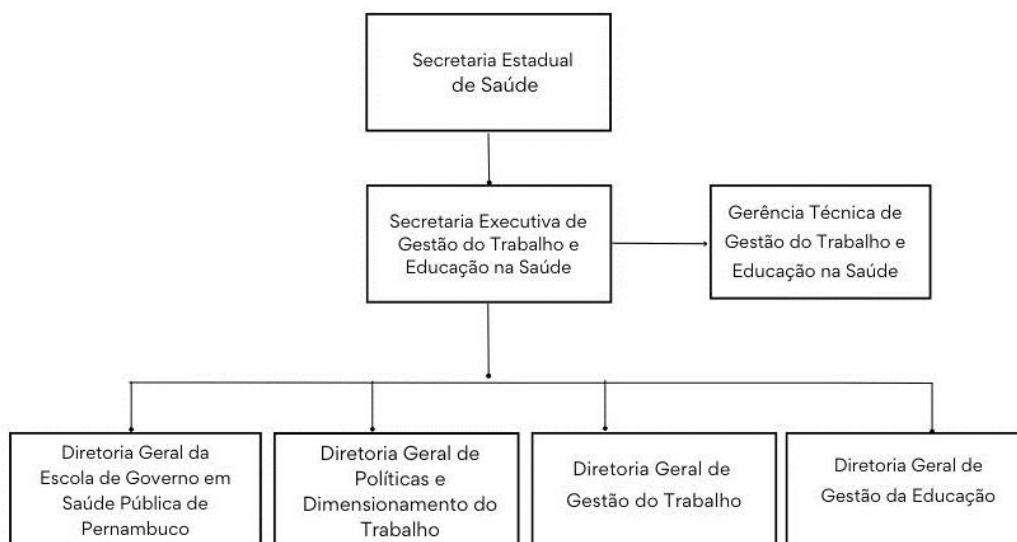 Secretaria Estadual
de Saúde
Secretaria Executiva de
Gestão do Trabalho e
Educação na Saúde
Gerência Técnica de
Gestão do Trabalho e
Educação na Saúde
Diretoria Geral da
Escola de Governo em
Saúde Pública de
Pernambuco
Diretoria Geral de
Políticas e
Dimensionamento do
Trabalho
Diretoria Geral de
Gestão do Trabalho
Diretoria Geral de
Gestão da Educação